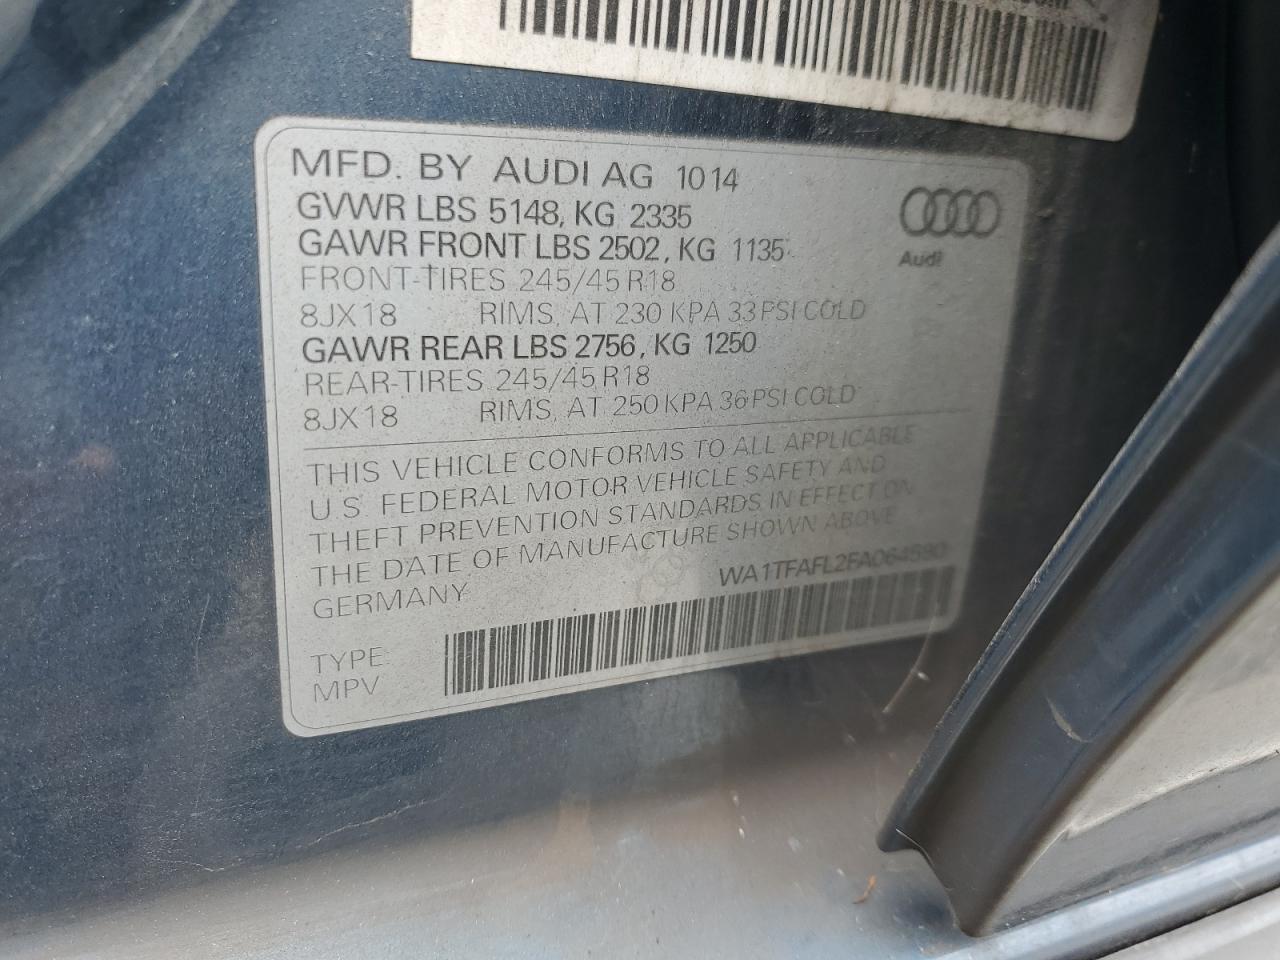 MFD. BY AUDI AG 10 14
GVWR LBS 5148, KG 2335
GAWR FRONT LBS 2502, KG 1135
FRONT-TIRES 245/45 R18
8JX18 RIMS, AT 230 KPA 33 PSI COLD
GAWR REAR LBS 2756, KG 1250
REAR-TIRES 245/45 R18
8JX18 RIMS, AT 250 KPA 36 PSI COLD
Audi
THIS VEHICLE CONFORMS TO ALL APPLICABLE
U.S. FEDERAL MOTOR VEHICLE SAFETY AND
THEFT PREVENTION STANDARDS IN EFFECT ON
THE DATE OF MANUFACTURE SHOWN ABOVE
GERMANY
TYPE:
MPV